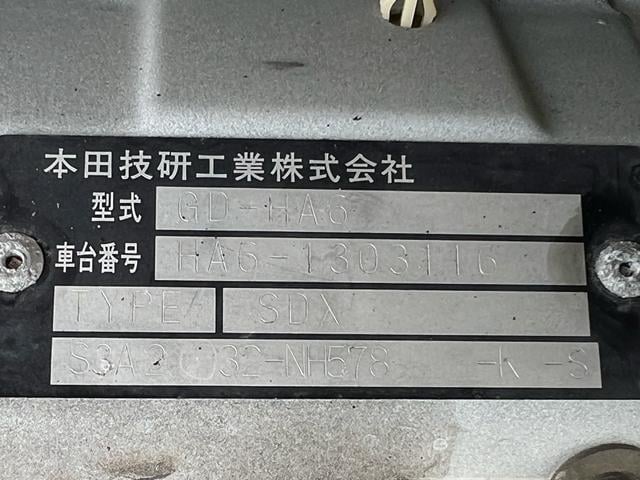 本田技研工業株式会社
型式 GD-HA6
車台番号 HA6-1303116
TYPE/ SDX
S3A2 32-NH578 -K -S